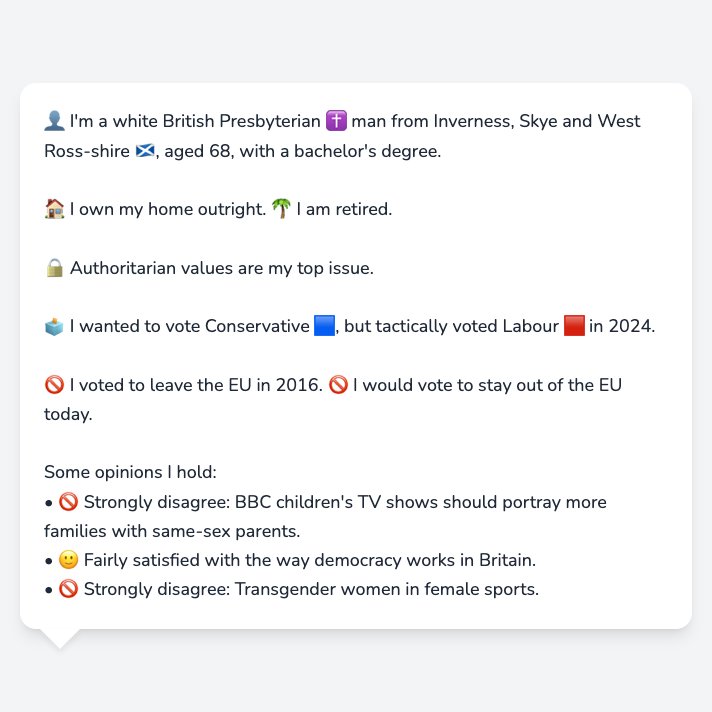 👤 I'm a white British Presbyterian ✝️ man from Inverness, Skye and West
Ross-shire 🏴󠁧󠁢󠁳󠁣󠁴󠁿, aged 68, with a bachelor's degree.
🏠 I own my home outright. 🌴 I am retired.
🔒 Authoritarian values are my top issue.
🗳️ I wanted to vote Conservative 🟦, but tactically voted Labour 🟥 in 2024.
🚫 I voted to leave the EU in 2016. 🚫 I would vote to stay out of the EU
today.
Some opinions I hold:
• 🚫 Strongly disagree: BBC children's TV shows should portray more
families with same-sex parents.
• 🙂 Fairly satisfied with the way democracy works in Britain.
• 🚫 Strongly disagree: Transgender women in female sports.